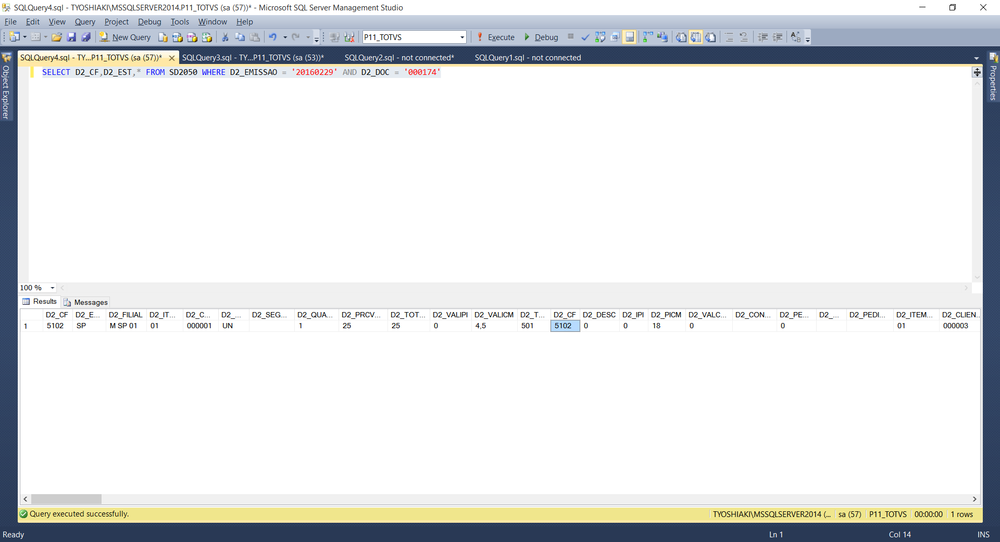 SQLQuery4.sql - TYOSHIAKI\MSSQLSERVER2014.P11_TOTVS (sa (57))* - Microsoft SQL Server Management Studio
File Edit View Query Project Debug Tools Window Help
New Query P11_TOTVS Execute Debug
SQLQuery4.sql - TY...P11_TOTVS (sa (57))* SQLQuery3.sql - TY...P11_TOTVS (sa (53))* SQLQuery2.sql - not connected* SQLQuery1.sql - not connected
Object Explorer
Properties
SELECT D2_CF,D2_EST,* FROM SD2050 WHERE D2_EMISSAO = '20160229' AND D2_DOC = '000174'
100 %
Results Messages
D2_CF D2_E... D2_FILIAL D2_IT... D2_C... D2_... D2_SEG... D2_QUA... D2_PRCV... D2_TOT... D2_VALIPI D2_VALICM D2_T... D2_CF D2_DESC D2_IPI D2_PICM D2_VALC... D2_CON... D2_PE... D2_... D2_PEDI... D2_ITEM... D2_CLIEN...
1 5102 SP M SP 01 01 000001 UN 1 25 25 0 4,5 501 5102 0 0 18 0 0 01 000003
Query executed successfully. TYOSHIAKI\MSSQLSERVER2014 (... sa (57) P11_TOTVS 00:00:00 1 rows
Ready Ln 1 Col 14 INS